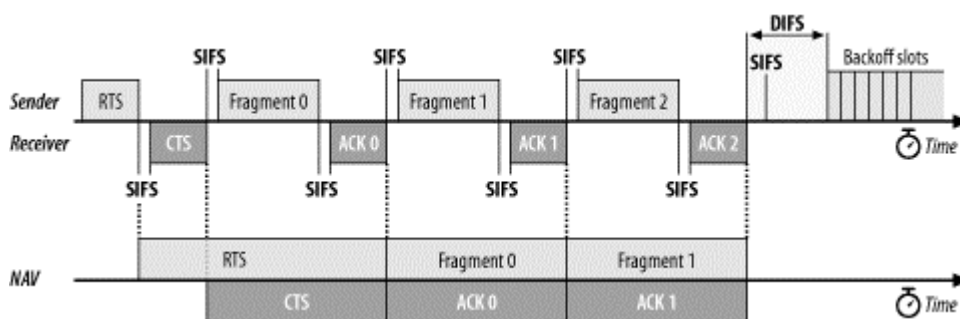 DIFS
SIFS SIFS SIFS SIFS Backoff slots
Sender RTS Fragment 0 Fragment 1 Fragment 2
Receiver CTS ACK 0 ACK 1 ACK 2 Time
SIFS SIFS SIFS SIFS
RTS Fragment 0 Fragment 1
NAV
CTS ACK 0 ACK 1 Time